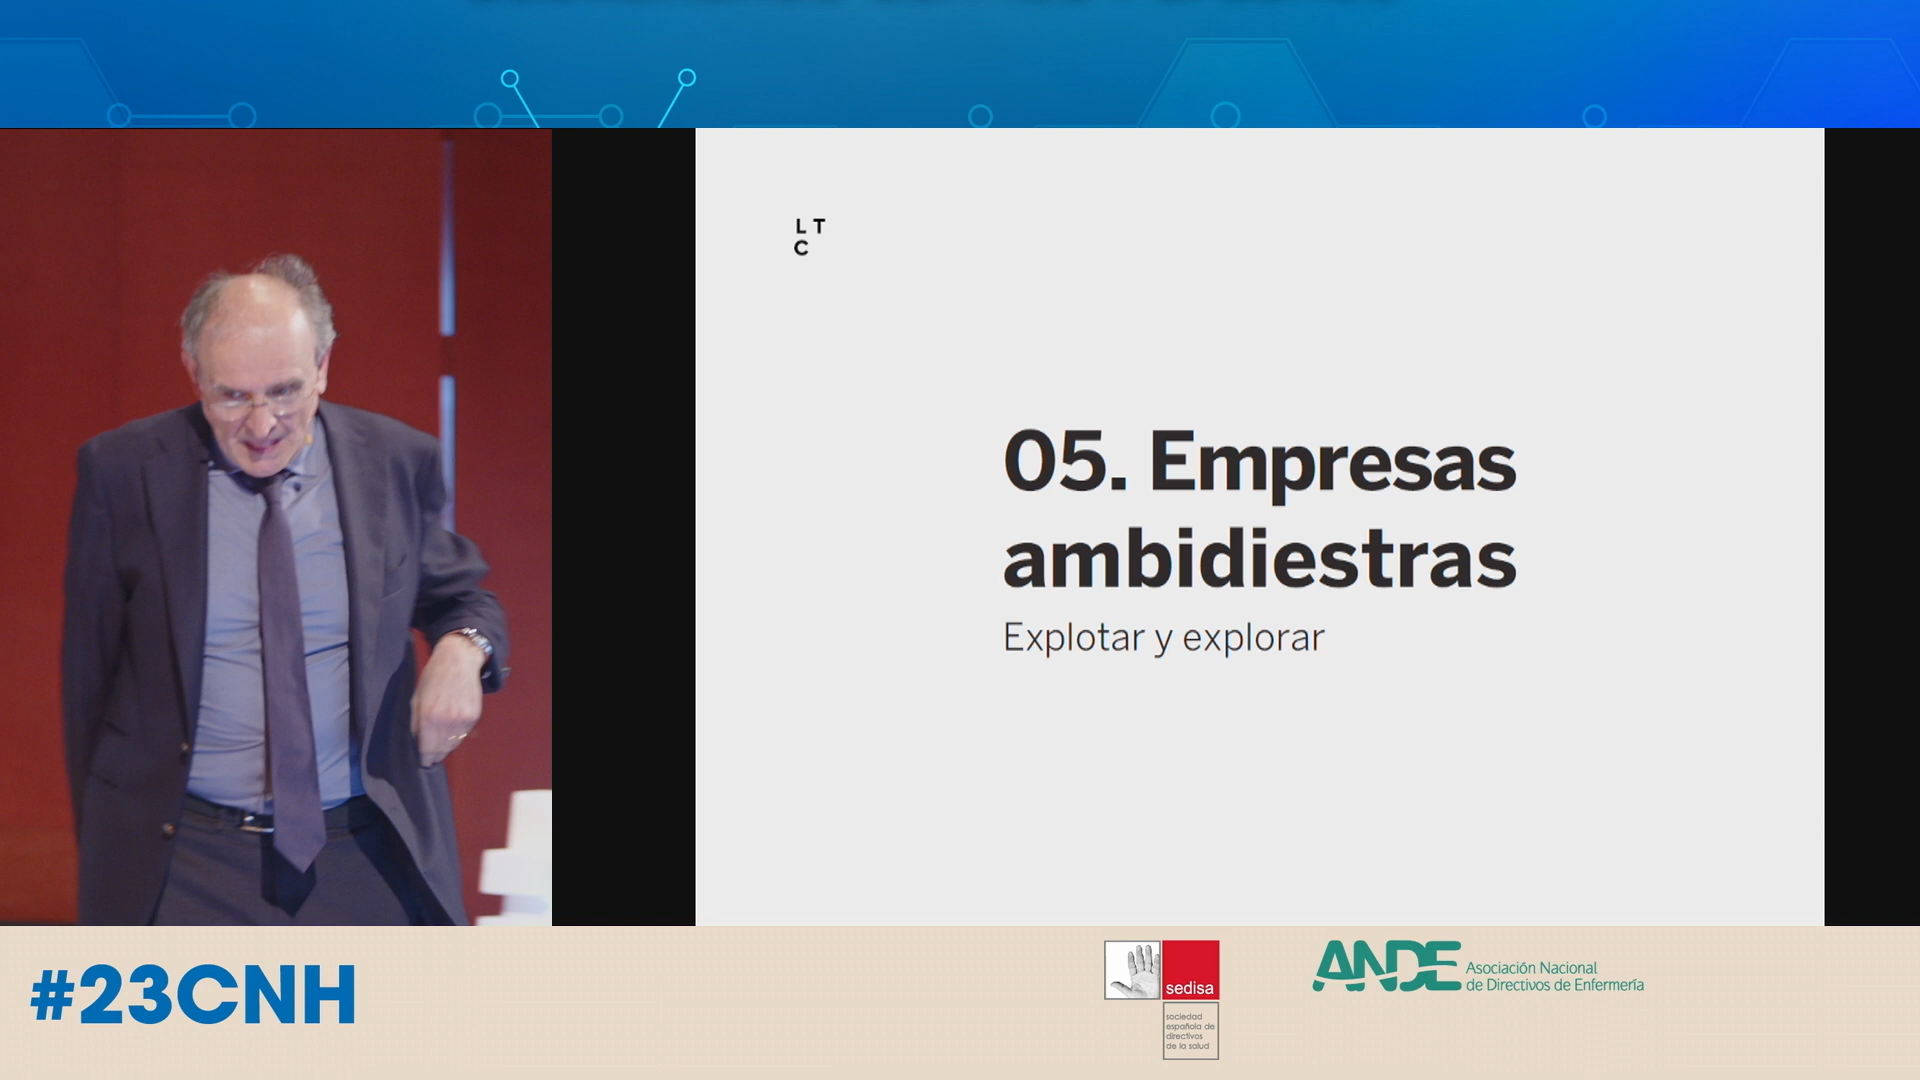 L T
C
05. Empresas
ambidiestras
Explotar y explorar
#23CNH
sedisa
sociedad
española de
directivos
de la salud
ANDE
Asociación Nacional
de Directivos de Enfermería